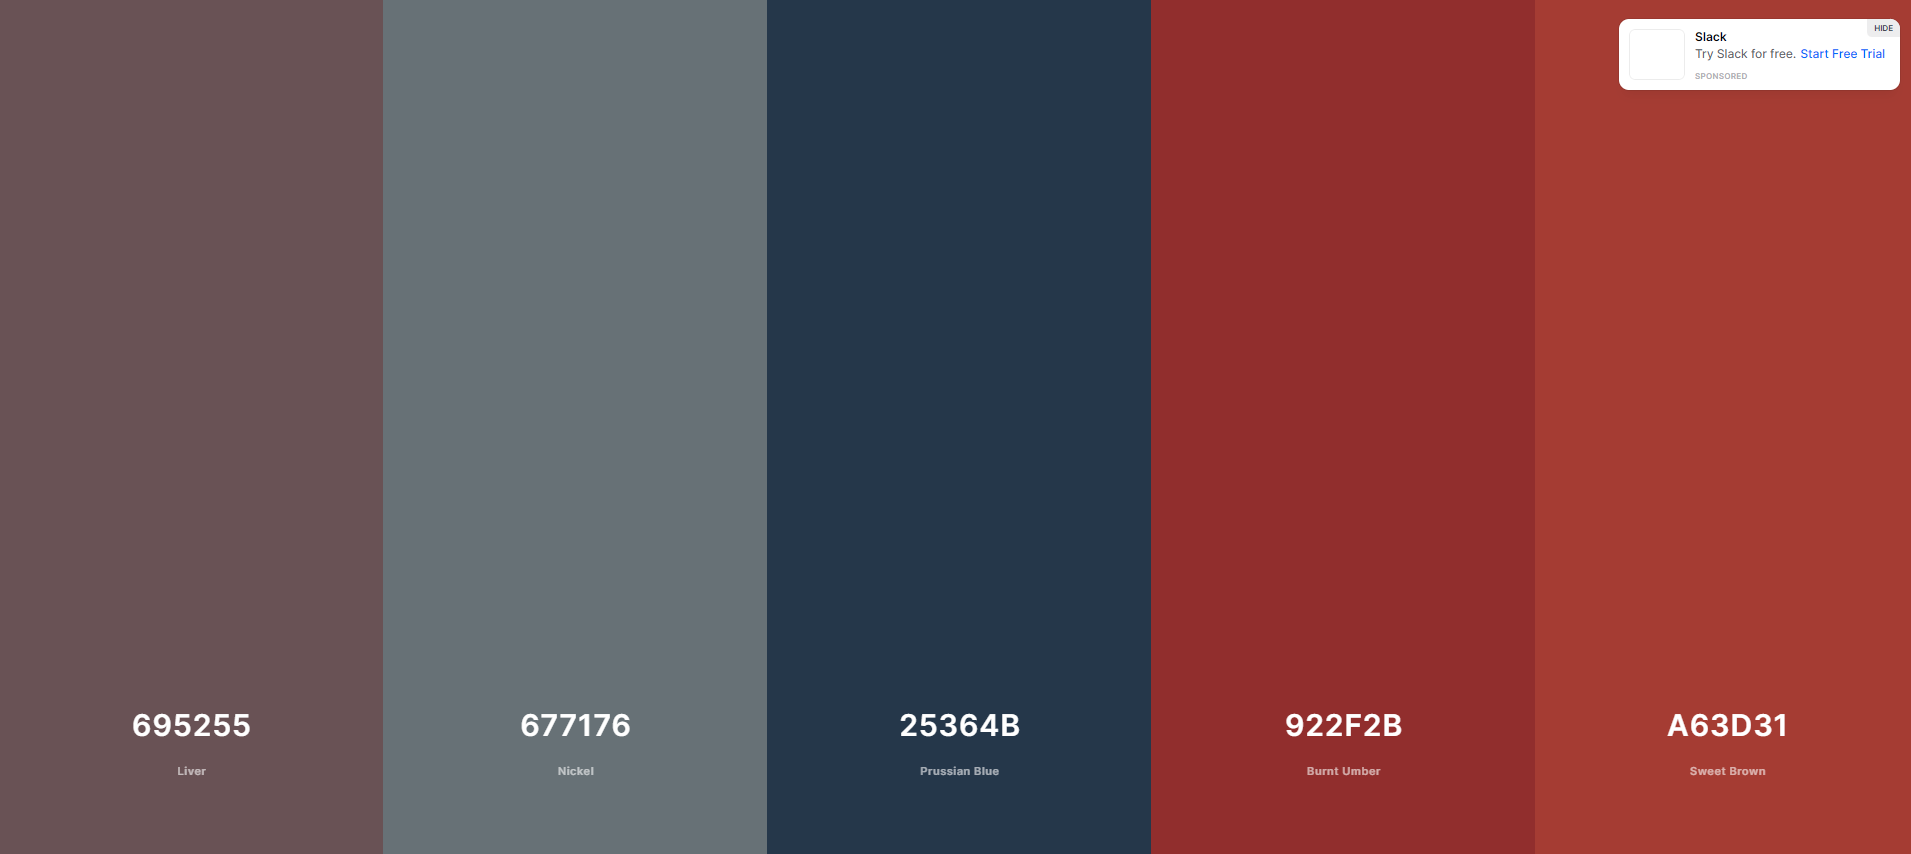 HIDE
Slack
Try Slack for free. Start Free Trial
SPONSORED
695255
Liver
677176
Nickel
25364B
Prussian Blue
922F2B
Burnt Umber
A63D31
Sweet Brown